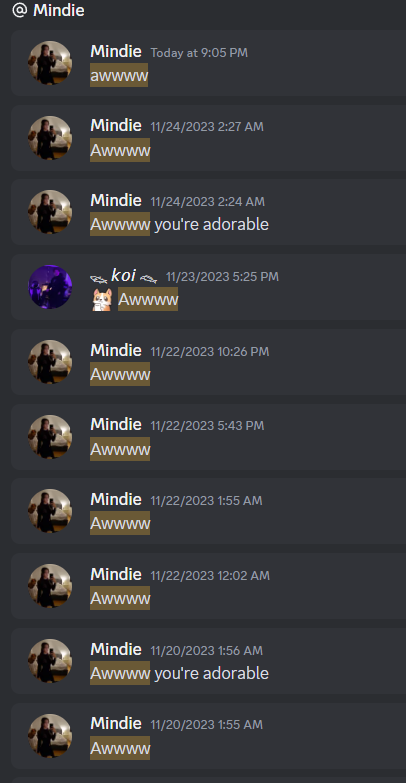 @ Mindie
Mindie Today at 9:05 PM
awwww
Mindie 11/24/2023 2:27 AM
Awwww
Mindie 11/24/2023 2:24 AM
Awwww you're adorable
𓆝 koi 𓆝 11/23/2023 5:25 PM
Awwww
Mindie 11/22/2023 10:26 PM
Awwww
Mindie 11/22/2023 5:43 PM
Awwww
Mindie 11/22/2023 1:55 AM
Awwww
Mindie 11/22/2023 12:02 AM
Awwww
Mindie 11/20/2023 1:56 AM
Awwww you're adorable
Mindie 11/20/2023 1:55 AM
Awwww